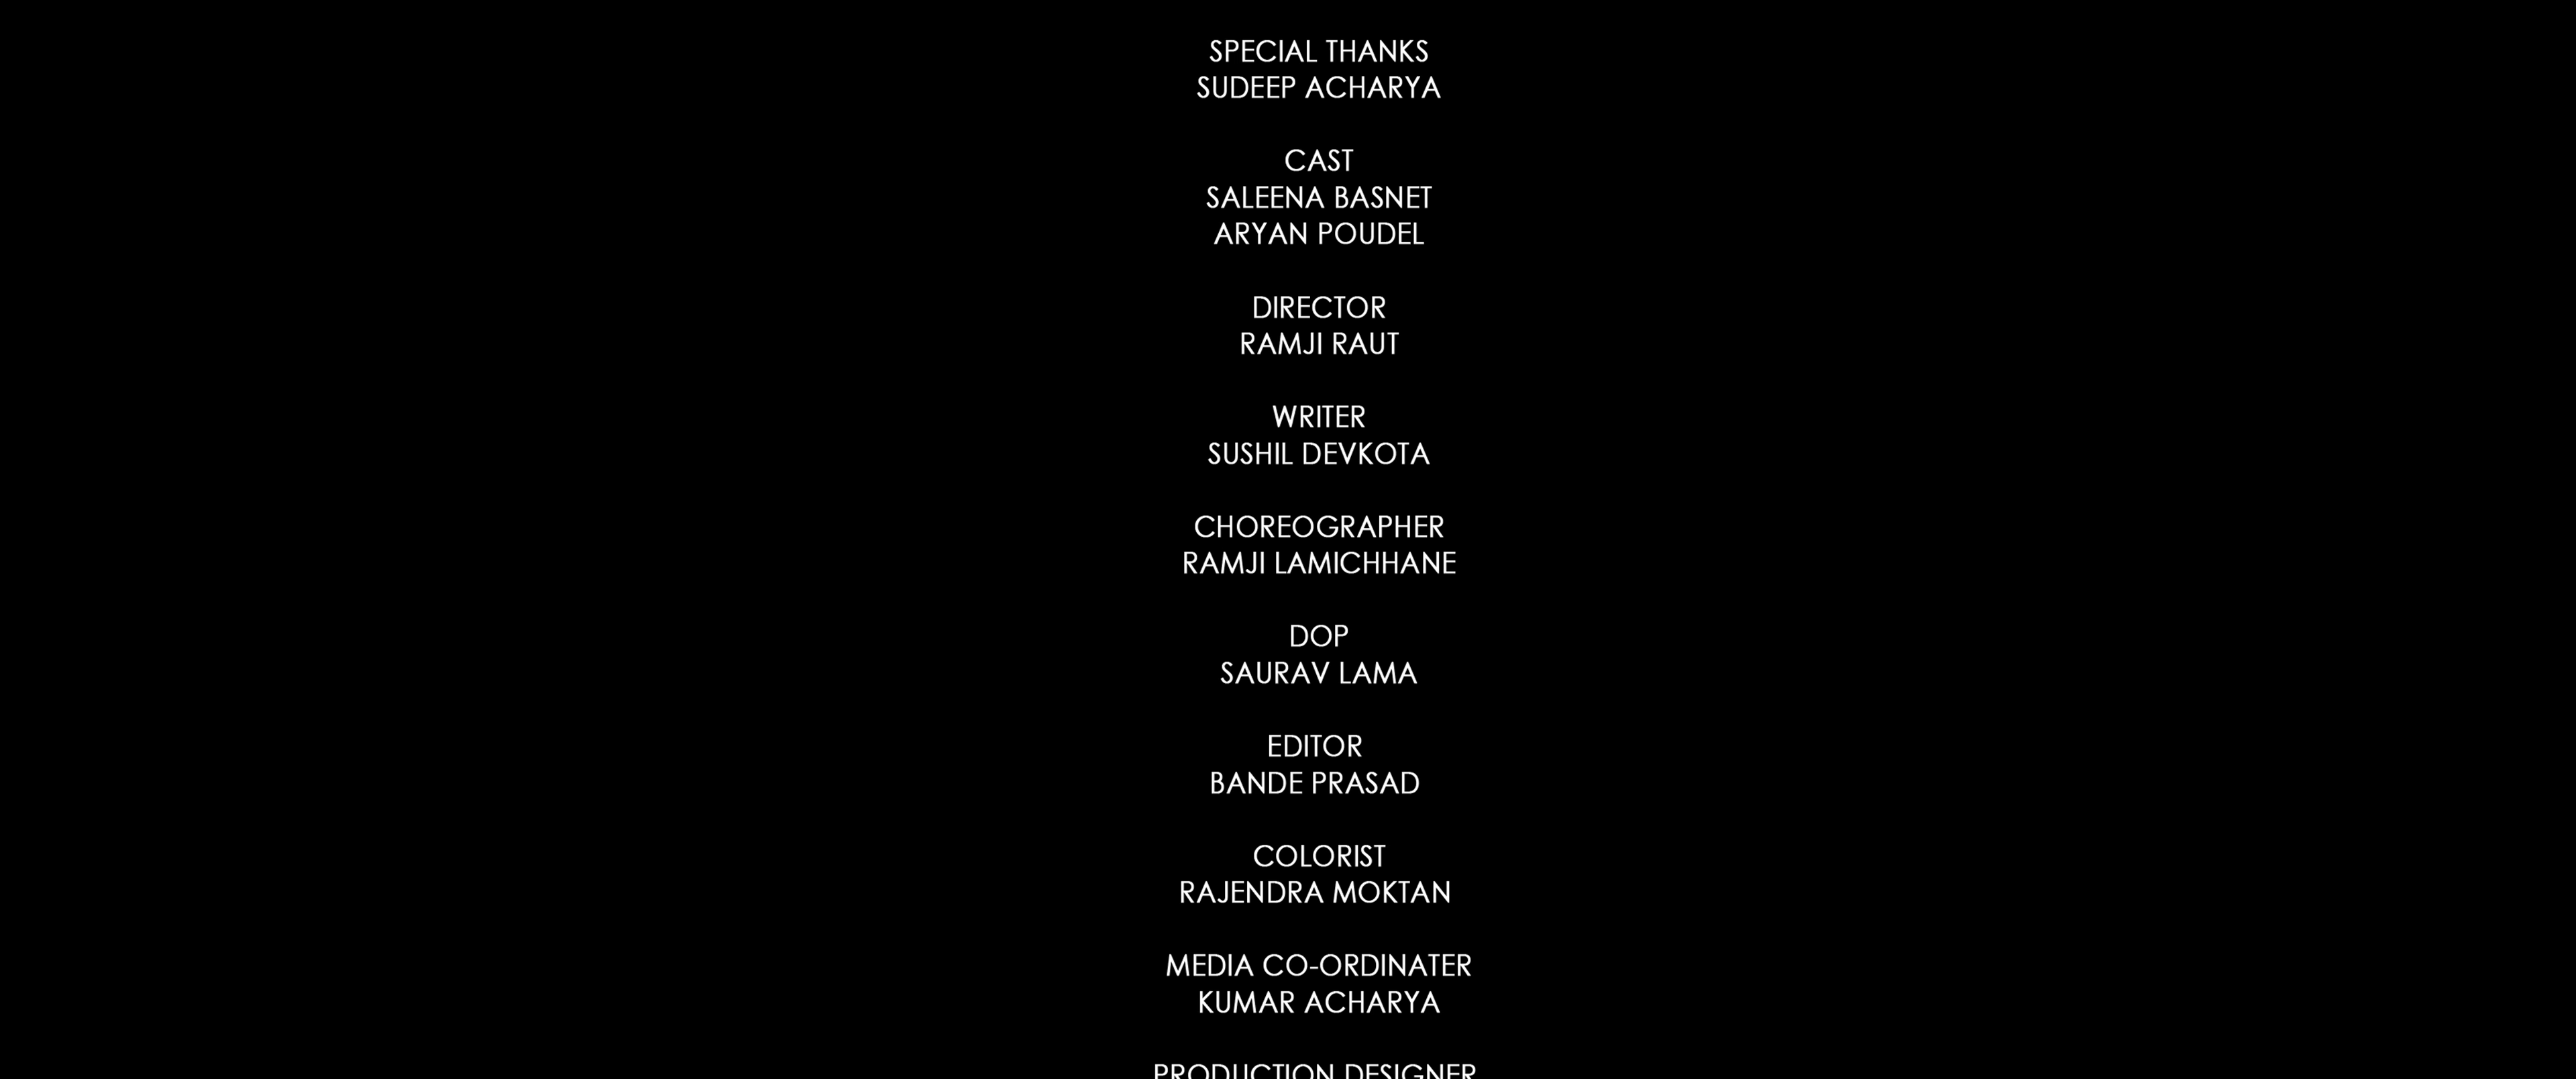 SPECIAL THANKS
SUDEEP ACHARYA
CAST
SALEENA BASNET
ARYAN POUDEL
DIRECTOR
RAMJI RAUT
WRITER
SUSHIL DEVKOTA
CHOREOGRAPHER
RAMJI LAMICHHANE
DOP
SAURAV LAMA
EDITOR
BANDE PRASAD
COLORIST
RAJENDRA MOKTAN
MEDIA CO-ORDINATER
KUMAR ACHARYA
PRODUCTION DESIGNER